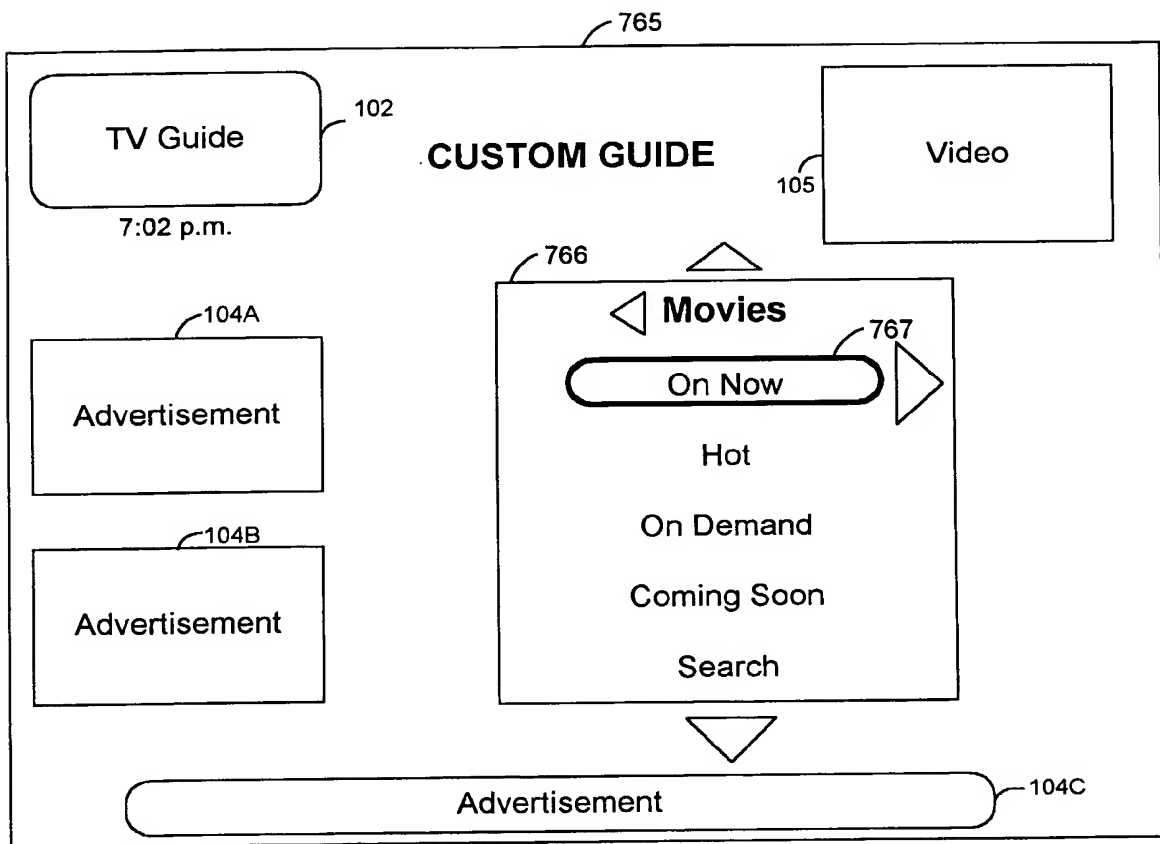 765
TV Guide
102
CUSTOM GUIDE
Video
105
7:02 p.m.
766
Movies
767
On Now
Hot
On Demand
Coming Soon
Search
104A
Advertisement
104B
Advertisement
Advertisement
104C